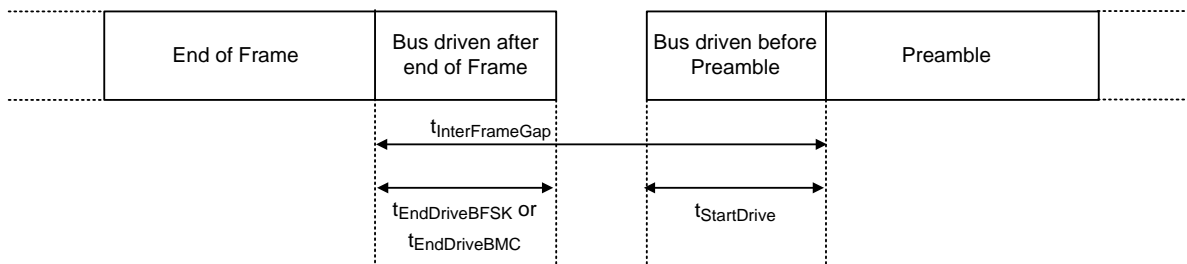 End of Frame
Bus driven after
end of Frame
Bus driven before
Preamble
Preamble
tInterFrameGap
tEndDriveBFSK or
tEndDriveBMC
tStartDrive